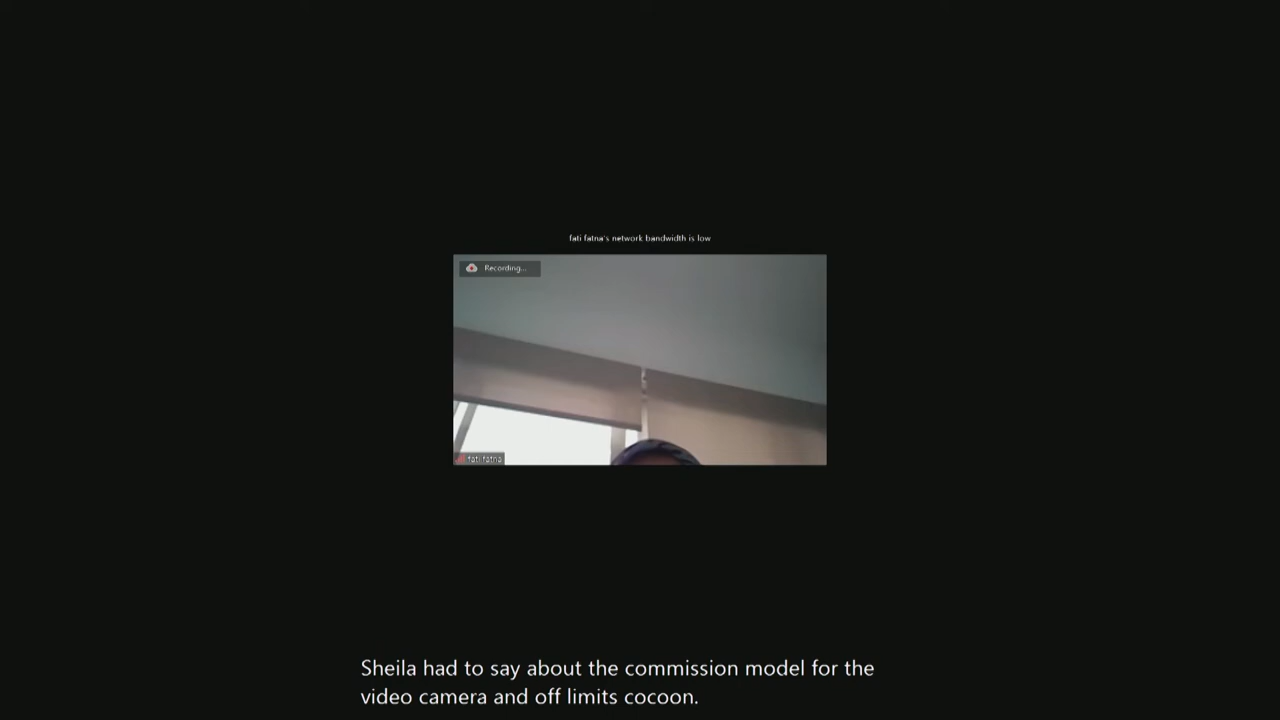 fati fatna's network bandwidth is low
Recording...
fati fatna
Sheila had to say about the commission model for the
video camera and off limits cocoon.